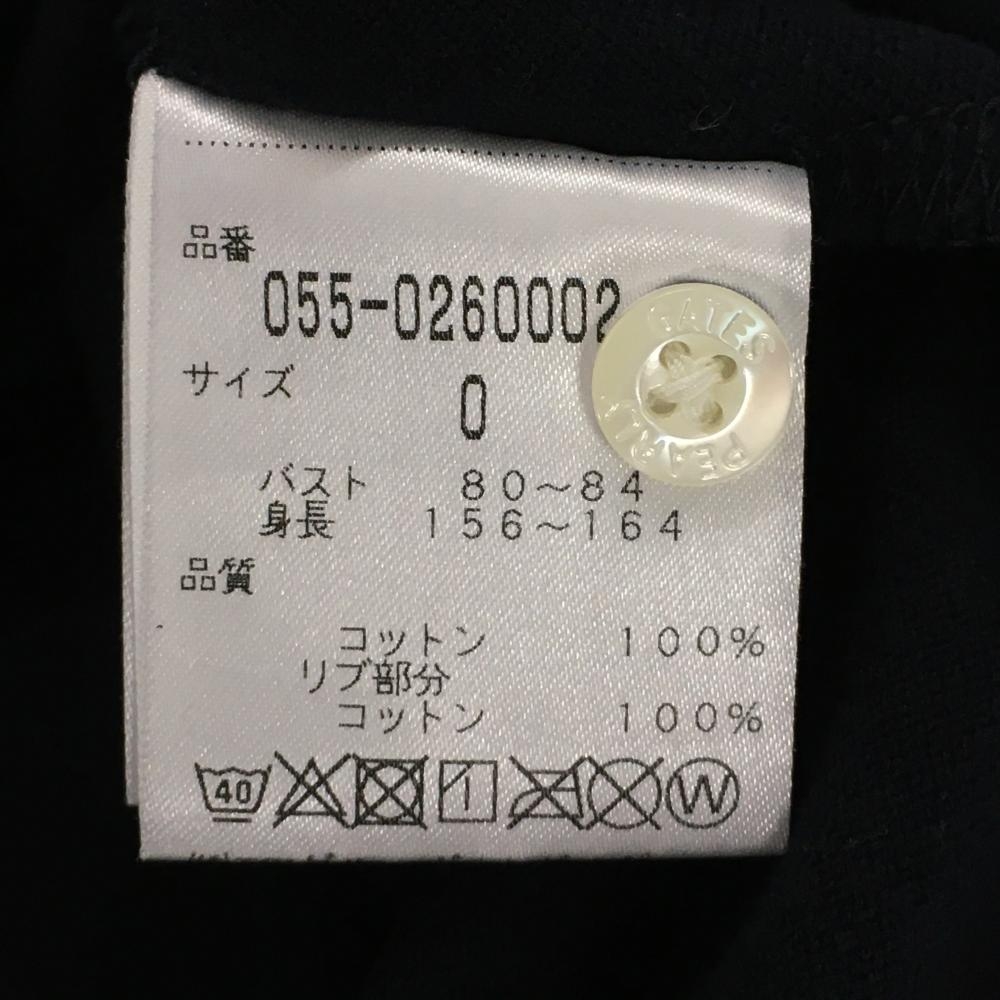 品番
055-0260002
サイズ
0
GATES
PEARLY
バスト 80～84
身長 156～164
品質
コットン 100%
リブ部分
コットン 100%
40
W